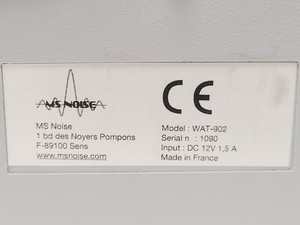 MS NOISE
CE
MS Noise
1 bd des Noyers Pompons
F-89100 Sens
www.msnoise.com
Model : WAT-902
Serial n : 1090
Input : DC 12V 1,5 A
Made in France